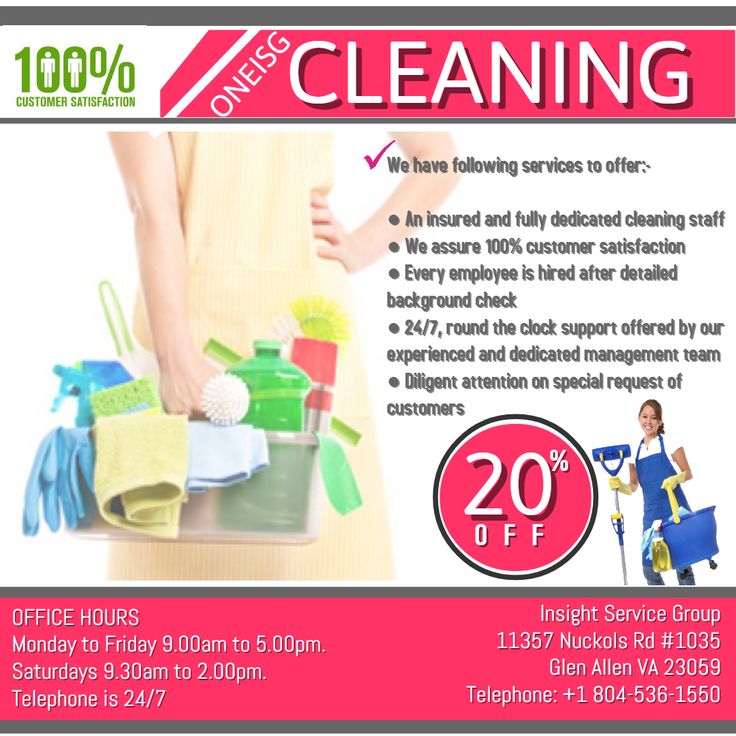 100%
CUSTOMER SATISFACTION
ONEISG
CLEANING
We have following services to offer:-
● An insured and fully dedicated cleaning staff
● We assure 100% customer satisfaction
● Every employee is hired after detailed
background check
● 24/7, round the clock support offered by our
experienced and dedicated management team
● Diligent attention on special request of
customers
20%
OFF
OFFICE HOURS
Monday to Friday 9.00am to 5.00pm.
Saturdays 9.30am to 2.00pm.
Telephone is 24/7
Insight Service Group
11357 Nuckols Rd #1035
Glen Allen VA 23059
Telephone: +1 804-536-1550